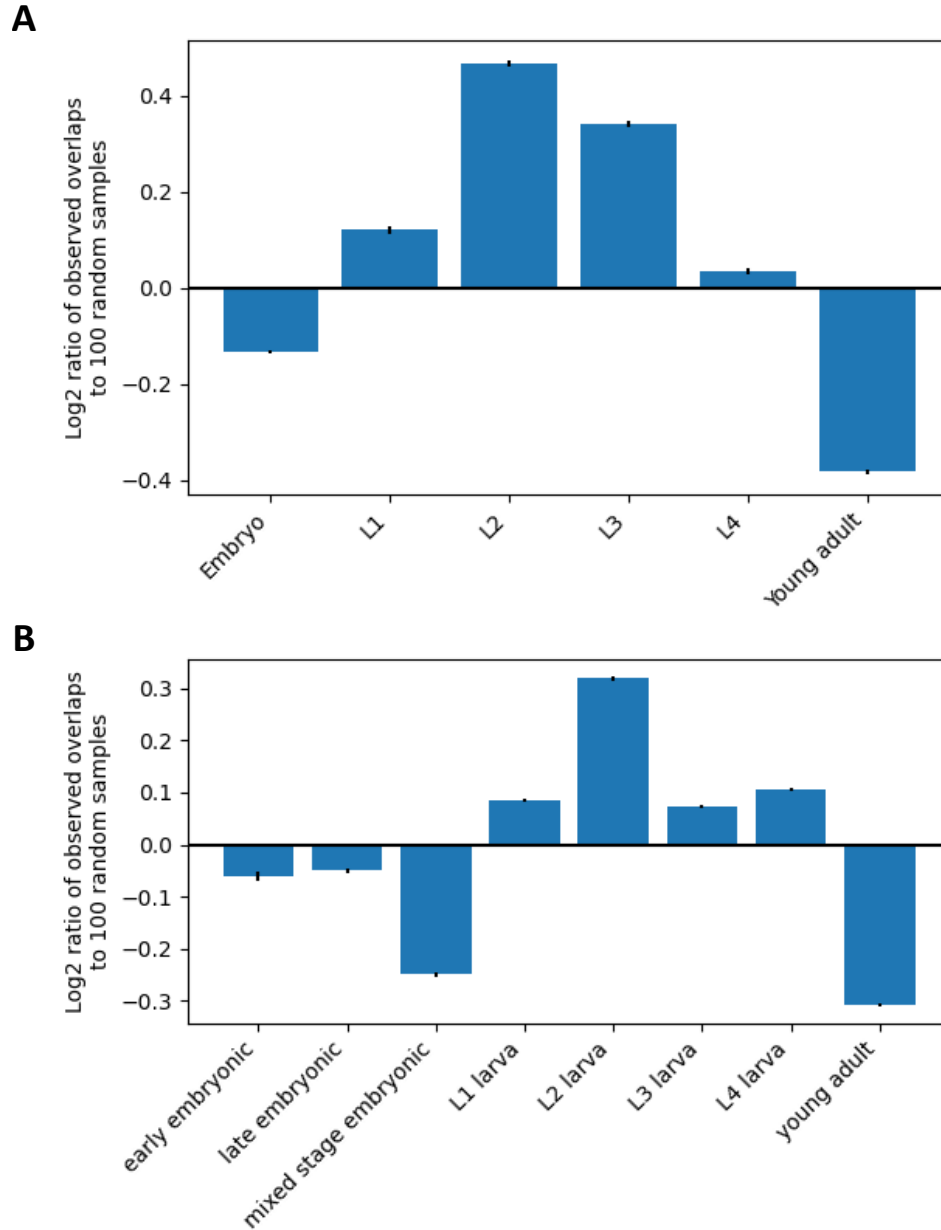 A
Log2 ratio of observed overlaps
to 100 random samples
0.4
0.2
0.0
−0.2
−0.4
Embryo
L1
L2
L3
L4
Young adult
B
Log2 ratio of observed overlaps
to 100 random samples
0.3
0.2
0.1
0.0
−0.1
−0.2
−0.3
early embryonic
late embryonic
mixed stage embryonic
L1 larva
L2 larva
L3 larva
L4 larva
young adult